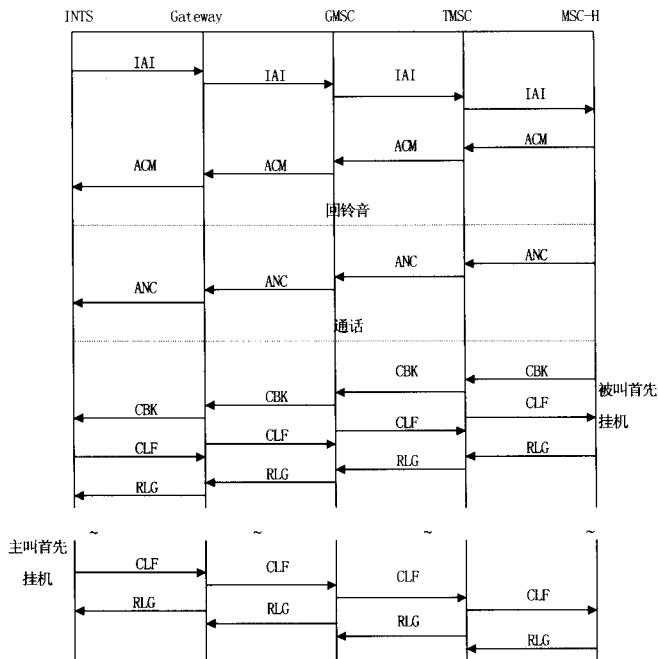 INTS Gateway GMSC TMSC MSC-H
IAI
IAI
IAI
IAI
ACM
ACM
ACM
ACM
回铃音
ANC
ANC
ANC
ANC
通话
CBK
CBK
被叫首先
挂机
CBK
CBK
CLF
CLF
CLF
CLF
RLG
RLG
RLG
RLG
~ ~ ~ ~
主叫首先
挂机
CLF
CLF
CLF
CLF
RLG
RLG
RLG
RLG